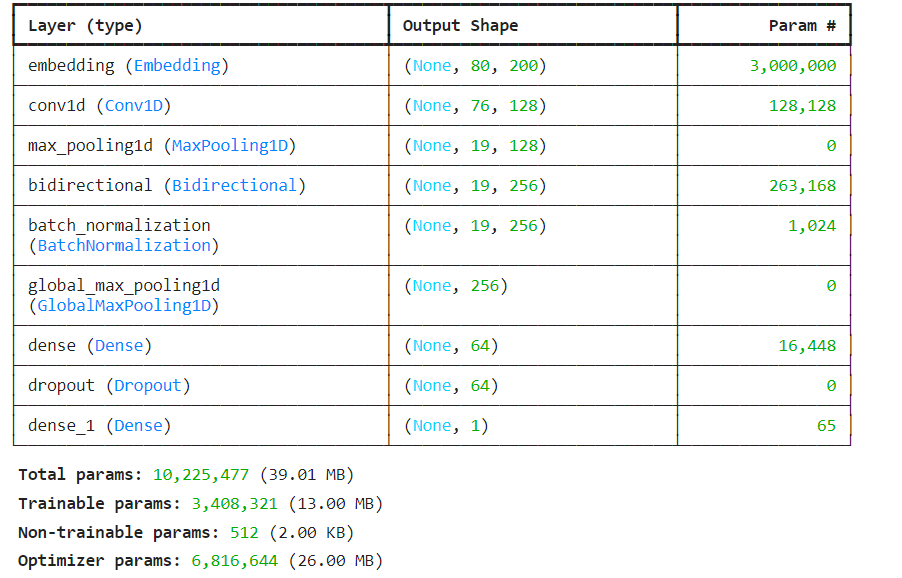 Layer (type) Output Shape Param #
embedding (Embedding) (None, 80, 200) 3,000,000
conv1d (Conv1D) (None, 76, 128) 128,128
max_pooling1d (MaxPooling1D) (None, 19, 128) 0
bidirectional (Bidirectional) (None, 19, 256) 263,168
batch_normalization (None, 19, 256) 1,024
(BatchNormalization)
global_max_pooling1d (None, 256) 0
(GlobalMaxPooling1D)
dense (Dense) (None, 64) 16,448
dropout (Dropout) (None, 64) 0
dense_1 (Dense) (None, 1) 65
Total params: 10,225,477 (39.01 MB)
Trainable params: 3,408,321 (13.00 MB)
Non-trainable params: 512 (2.00 KB)
Optimizer params: 6,816,644 (26.00 MB)